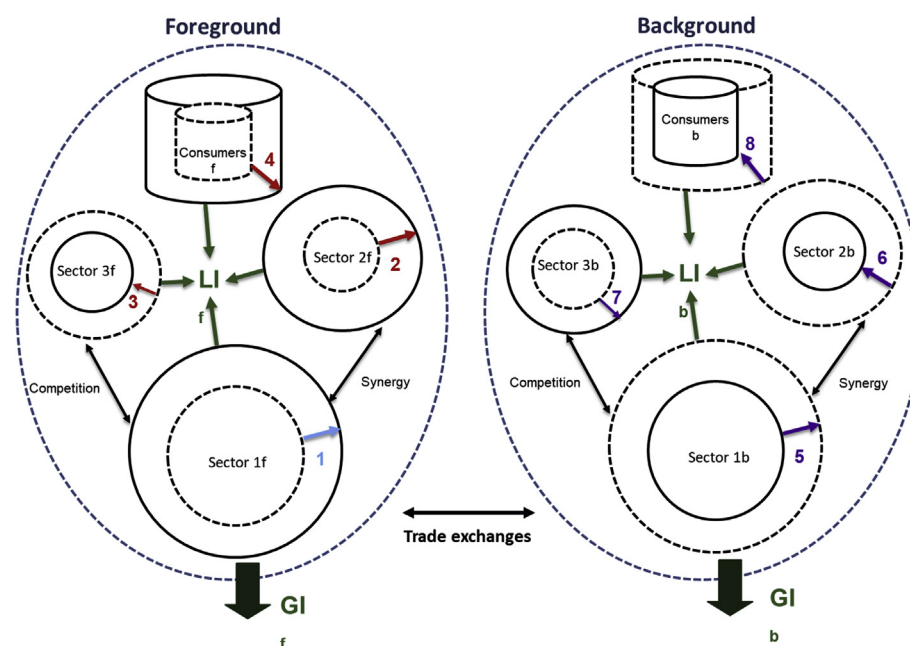 Foreground
Background
Consumers
f
4
Consumers
b
8
Sector 3f
3
Sector 2f
2
LI
f
Sector 3b
7
Sector 2b
6
LI
b
Competition
Synergy
Competition
Synergy
Sector 1f
1
Sector 1b
5
Trade exchanges
GI
f
GI
b